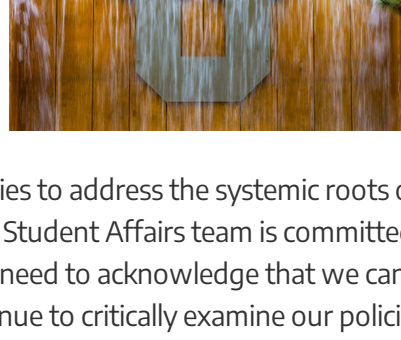 ies to address the systemic roots
Student Affairs team is committe
need to acknowledge that we can
nue to critically examine our polici